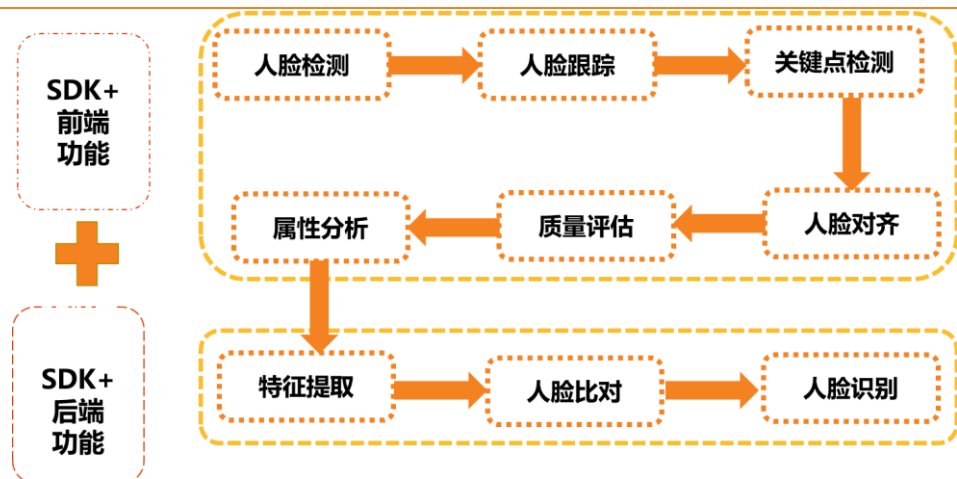 SDK+
前端
功能
人脸检测
人脸跟踪
关键点检测
人脸对齐
质量评估
属性分析
SDK+
后端
功能
特征提取
人脸比对
人脸识别